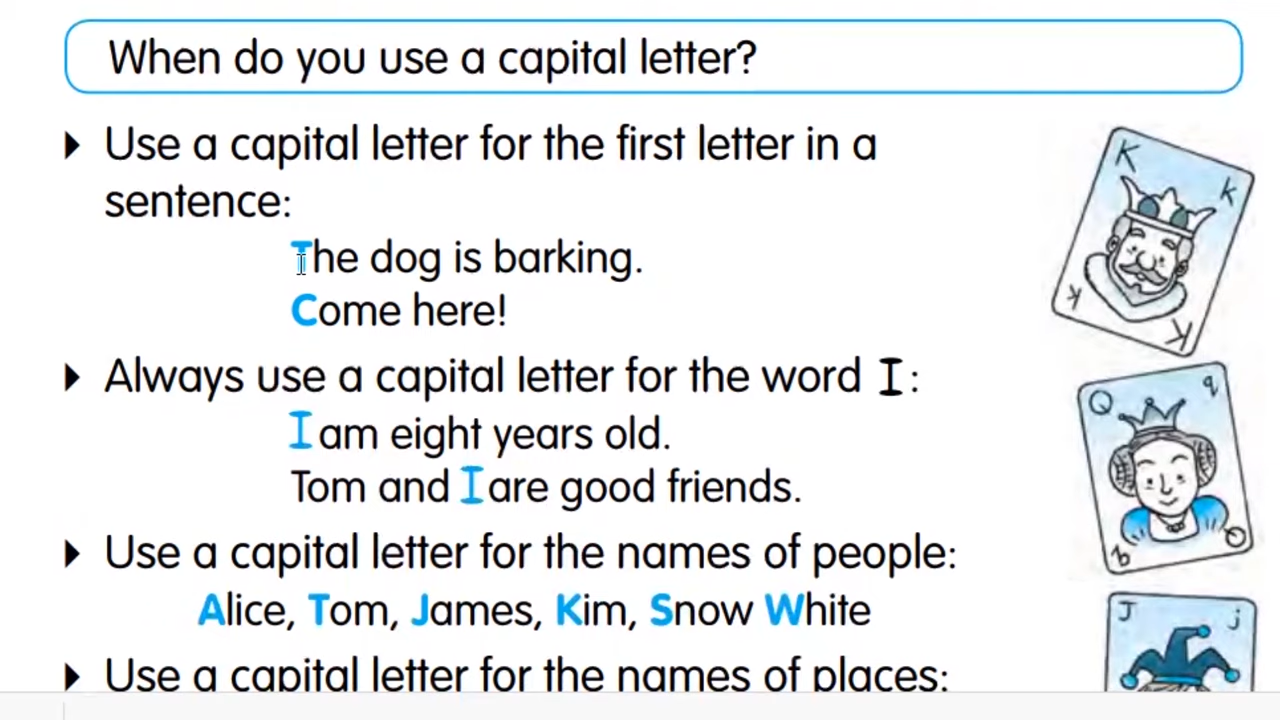 When do you use a capital letter?
Use a capital letter for the first letter in a
sentence:
The dog is barking.
Come here!
Always use a capital letter for the word I:
I am eight years old.
Tom and I are good friends.
Use a capital letter for the names of people:
Alice, Tom, James, Kim, Snow White
Use a capital letter for the names of places:
K k
k K
Q q
q Q
J j